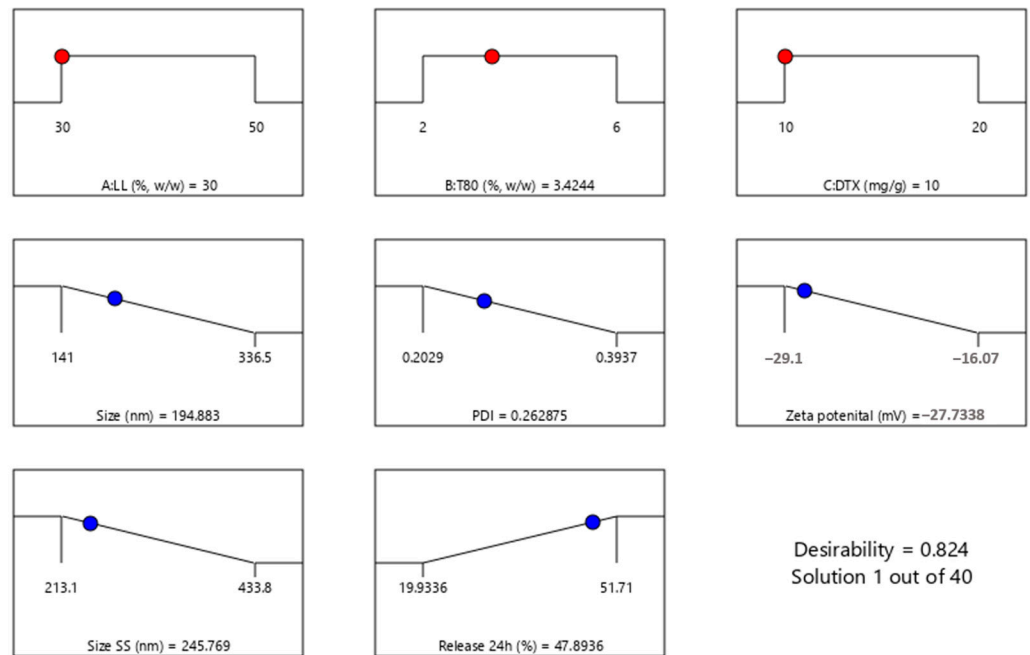 30 50
A:LL (%, w/w) = 30
2 6
B:T80 (%, w/w) = 3.4244
10 20
C:DTX (mg/g) = 10
141 336.5
Size (nm) = 194.883
0.2029 0.3937
PDI = 0.262875
−29.1 −16.07
Zeta potenital (mV) =−27.7338
213.1 433.8
Size SS (nm) = 245.769
19.9336 51.71
Release 24h (%) = 47.8936
Desirability = 0.824
Solution 1 out of 40